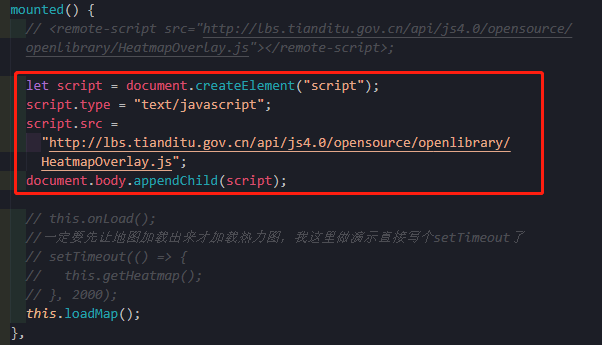 mounted() {
// <remote-script src="http://lbs.tianditu.gov.cn/api/js4.0/opensource/
openlibrary/HeatmapOverlay.js"></remote-script>;
let script = document.createElement("script");
script.type = "text/javascript";
script.src =
"http://lbs.tianditu.gov.cn/api/js4.0/opensource/openlibrary/
HeatmapOverlay.js";
document.body.appendChild(script);
// this.onLoad();
//一定要先让地图加载出来才加载热力图，我这里做演示直接写个setTimeout了
// setTimeout(() => {
//   this.getHeatmap();
// }, 2000);
this.loadMap();
},